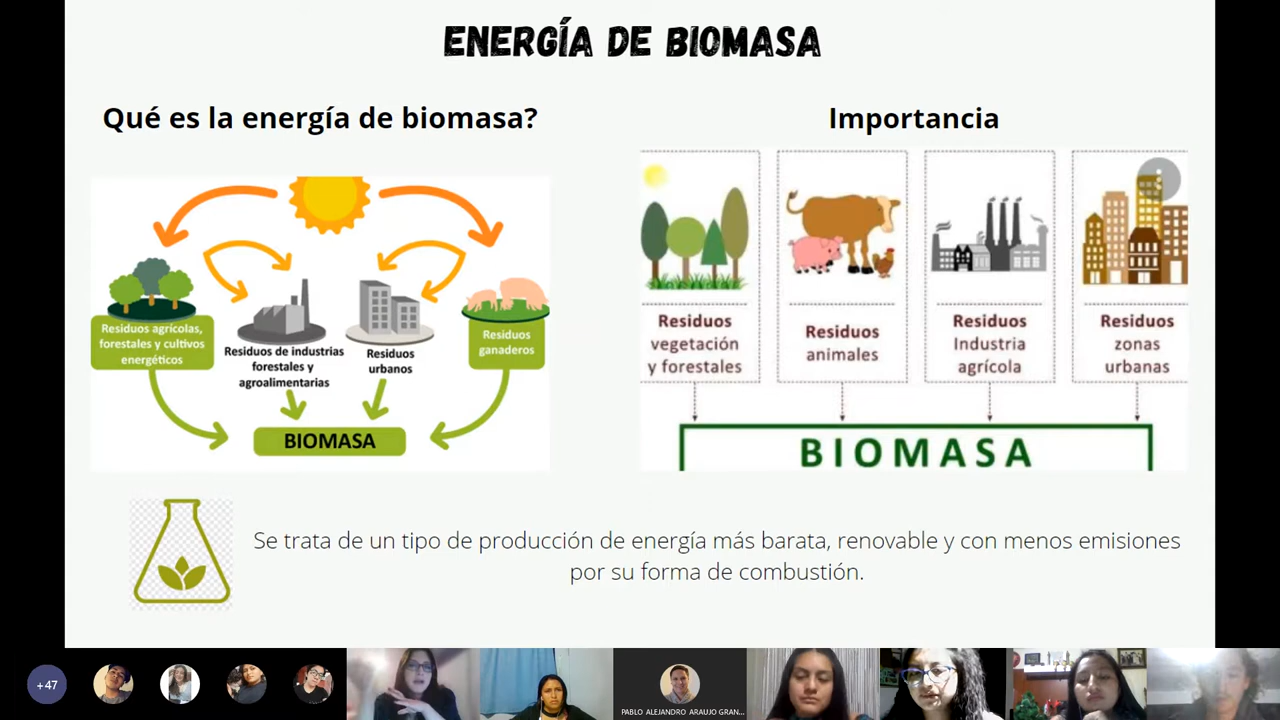 ENERGÍA DE BIOMASA
Qué es la energía de biomasa?
Residuos agrícolas,
forestales y cultivos
energéticos
Residuos de industrias
forestales y
agroalimentarias
Residuos
urbanos
Residuos
ganaderos
BIOMASA
Importancia
Residuos
vegetación
y forestales
Residuos
animales
Residuos
Industria
agrícola
Residuos
zonas
urbanas
BIOMASA
Se trata de un tipo de producción de energía más barata, renovable y con menos emisiones
por su forma de combustión.
+47
PABLO ALEJANDRO ARAUJO GRAN...